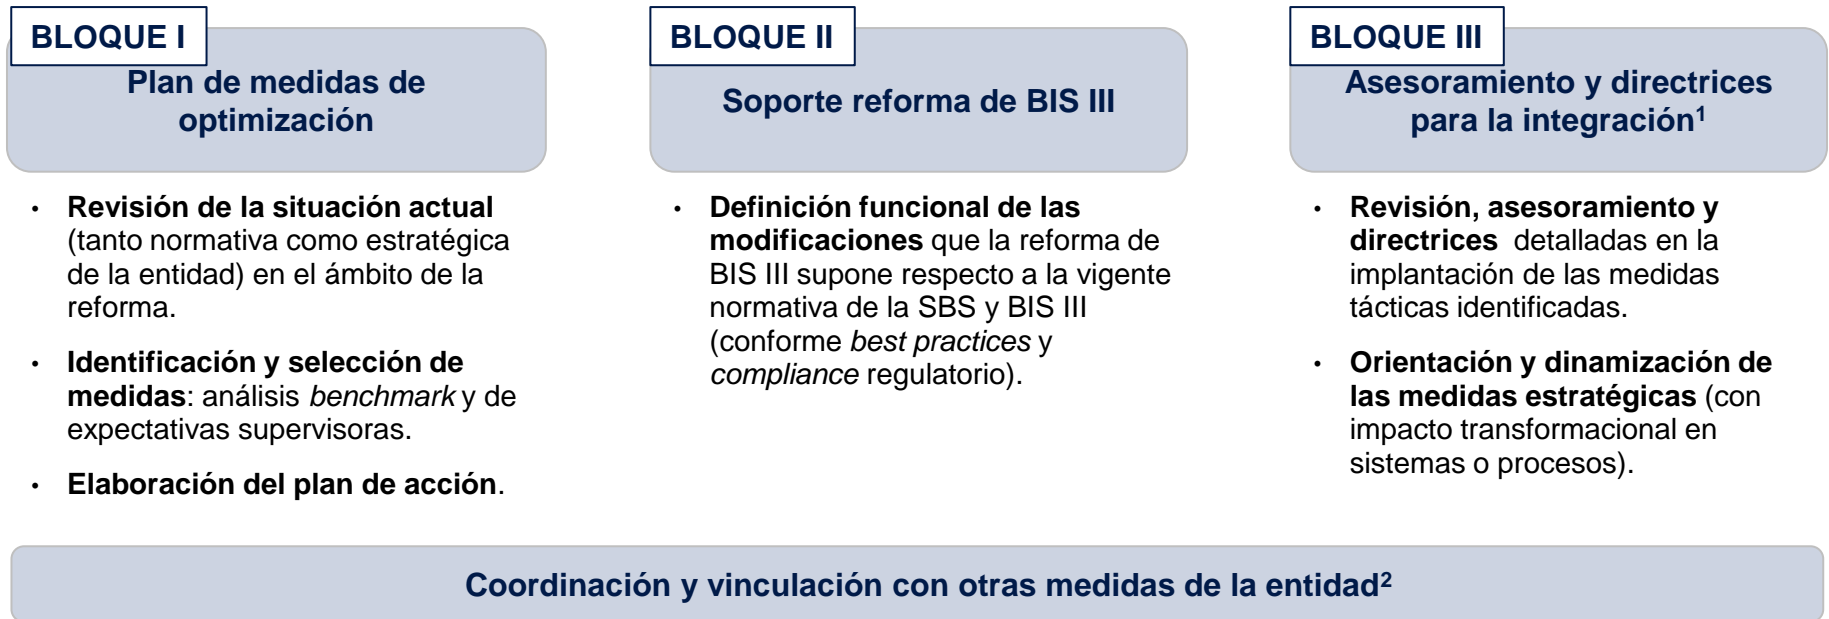 BLOQUE I
Plan de medidas de
optimización
• Revisión de la situación actual
(tanto normativa como estratégica
de la entidad) en el ámbito de la
reforma.
• Identificación y selección de
medidas: análisis benchmark y de
expectativas supervisoras.
• Elaboración del plan de acción.
BLOQUE II
Soporte reforma de BIS III
• Definición funcional de las
modificaciones que la reforma de
BIS III supone respecto a la vigente
normativa de la SBS y BIS III
(conforme best practices y
compliance regulatorio).
BLOQUE III
Asesoramiento y directrices
para la integración¹
• Revisión, asesoramiento y
directrices detalladas en la
implantación de las medidas
tácticas identificadas.
• Orientación y dinamización de
las medidas estratégicas (con
impacto transformacional en
sistemas o procesos).
Coordinación y vinculación con otras medidas de la entidad²